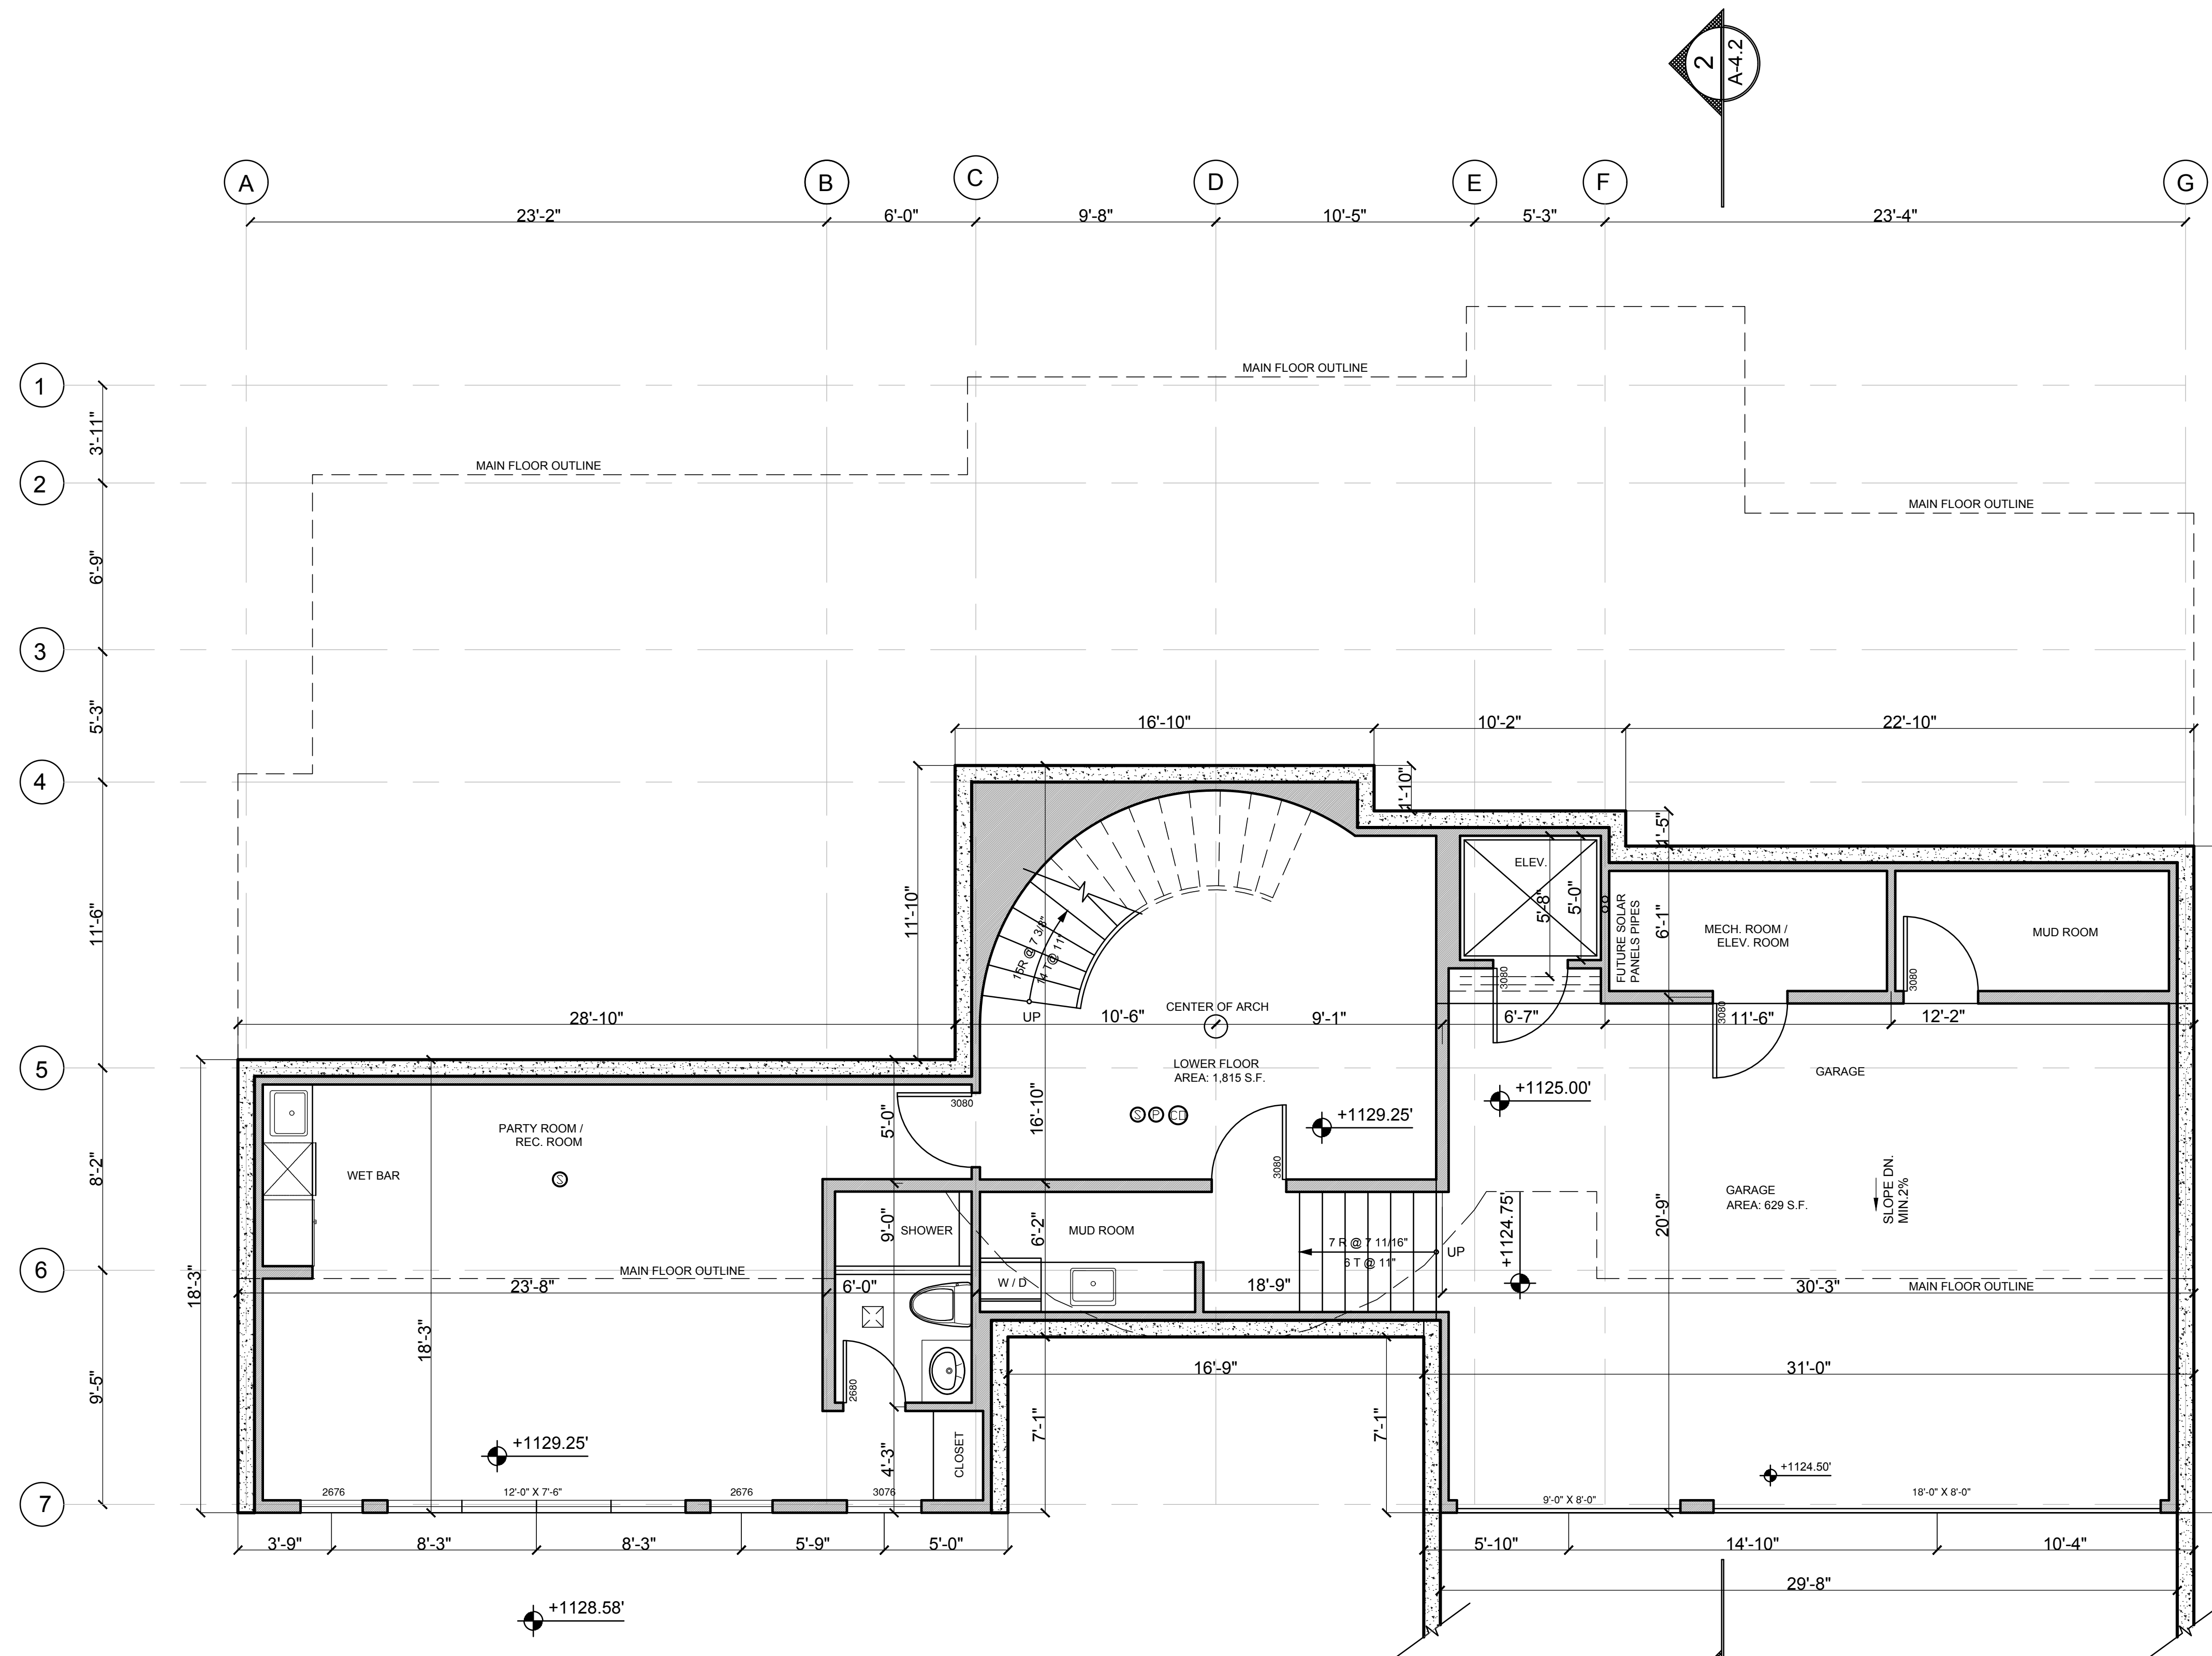 2
A-4.2
A
B
C
D
E
F
G
23'-2"
6'-0"
9'-8"
10'-5"
5'-3"
23'-4"
1
2
3
4
5
6
7
3'-11"
6'-9"
5'-3"
11'-6"
8'-2"
9'-5"
MAIN FLOOR OUTLINE
MAIN FLOOR OUTLINE
MAIN FLOOR OUTLINE
16'-10"
10'-2"
22'-10"
1'-10"
1'-5"
11'-10"
ELEV.
5'-8"
5'-0"
3080
FUTURE SOLAR
PANELS PIPES
6'-1"
MECH. ROOM /
ELEV. ROOM
MUD ROOM
3080
3080
15R @ 7 3/8"
14 T@ 11"
UP
CENTER OF ARCH
28'-10"
10'-6"
9'-1"
6'-7"
11'-6"
12'-2"
LOWER FLOOR
AREA: 1,815 S.F.
GARAGE
+1125.00'
S
P
CD
+1129.25'
3080
5'-0"
16'-10"
PARTY ROOM /
REC. ROOM
S
WET BAR
3080
GARAGE
AREA: 629 S.F.
SLOPE DN.
MIN.2%
+1124.75'
20'-9"
SHOWER
9'-0"
6'-2"
MUD ROOM
7 R @ 7 11/16"
6 T @ 11"
UP
W / D
MAIN FLOOR OUTLINE
MAIN FLOOR OUTLINE
23'-8"
6'-0"
18'-9"
30'-3"
18'-3"
18'-3"
16'-9"
31'-0"
2680
7'-1"
7'-1"
4'-3"
CLOSET
+1129.25'
+1124.50'
2676
12'-0" X 7'-6"
2676
3076
9'-0" X 8'-0"
18'-0" X 8'-0"
3'-9"
8'-3"
8'-3"
5'-9"
5'-0"
5'-10"
14'-10"
10'-4"
29'-8"
+1128.58'